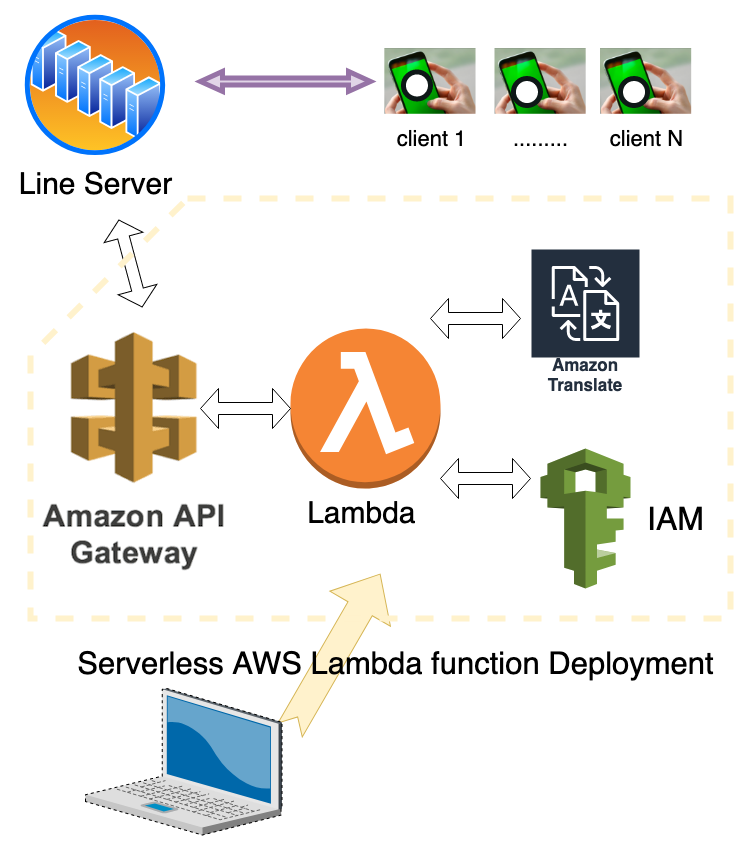 client 1
.........
client N
Line Server
Amazon
Translate
A
文
Lambda
IAM
Amazon API
Gateway
Serverless AWS Lambda function Deployment